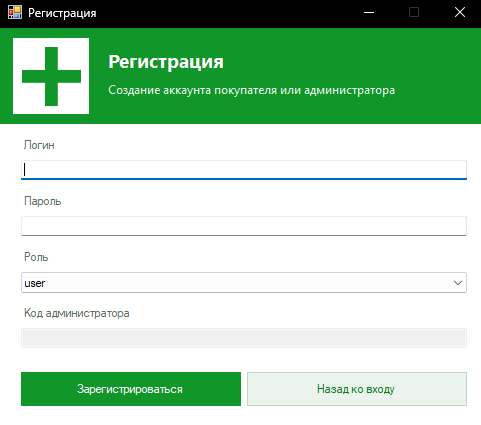 Регистрация
Регистрация
Создание аккаунта покупателя или администратора
Логин
Пароль
Роль
user
Код администратора
Зарегистрироваться
Назад ко входу